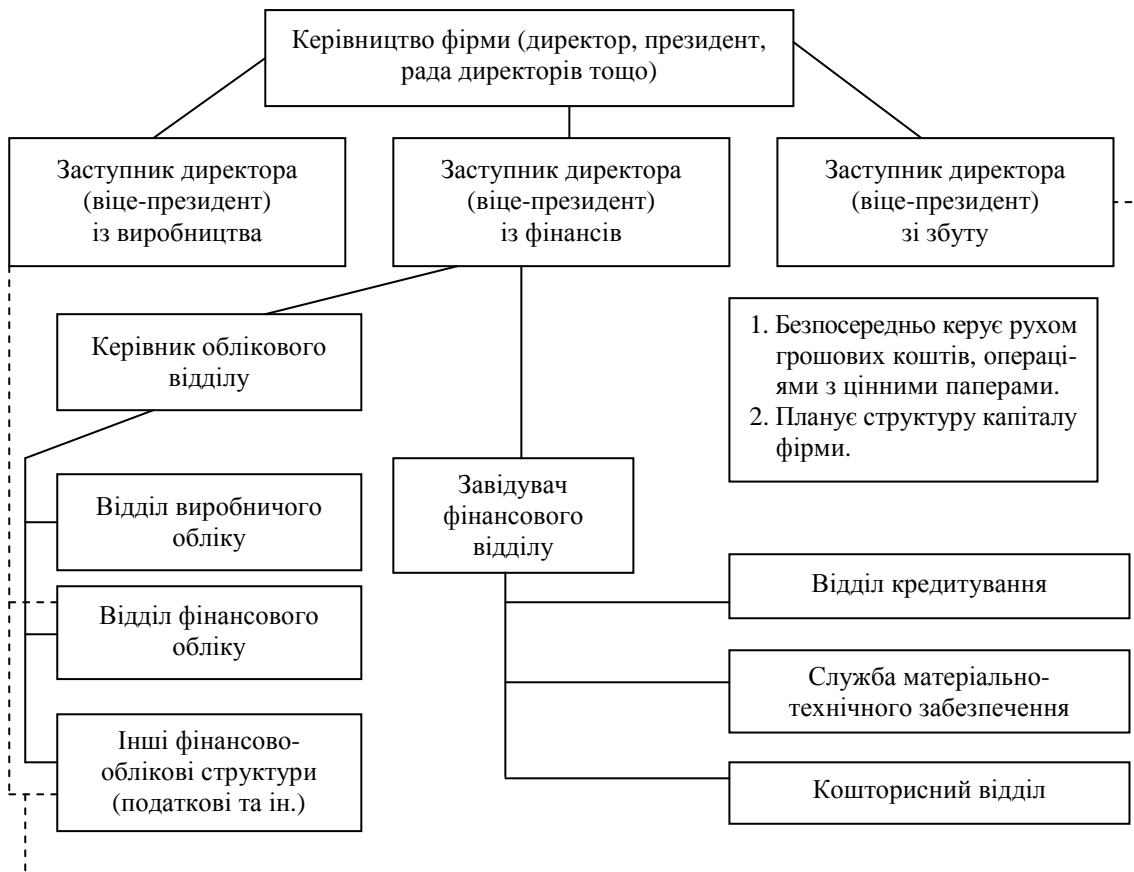 Керівництво фірми (директор, президент,
рада директорів тощо)
Заступник директора
(віце-президент)
із виробництва
Заступник директора
(віце-президент)
із фінансів
Заступник директора
(віце-президент)
зі збуту
Керівник облікового
відділу
1. Безпосередньо керує рухом
грошових коштів, операці-
ями з цінними паперами.
2. Планує структуру капіталу
фірми.
Відділ виробничого
обліку
Завідувач
фінансового
відділу
Відділ фінансового
обліку
Відділ кредитування
Служба матеріально-
технічного забезпечення
Інші фінансово-
облікові структури
(податкові та ін.)
Кошторисний відділ